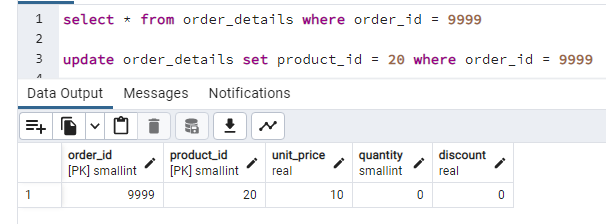 1 select * from order_details where order_id = 9999
2
3 update order_details set product_id = 20 where order_id = 9999
Data Output Messages Notifications
order_id product_id unit_price quantity discount
[PK] smallint [PK] smallint real smallint real
1 9999 20 10 0 0